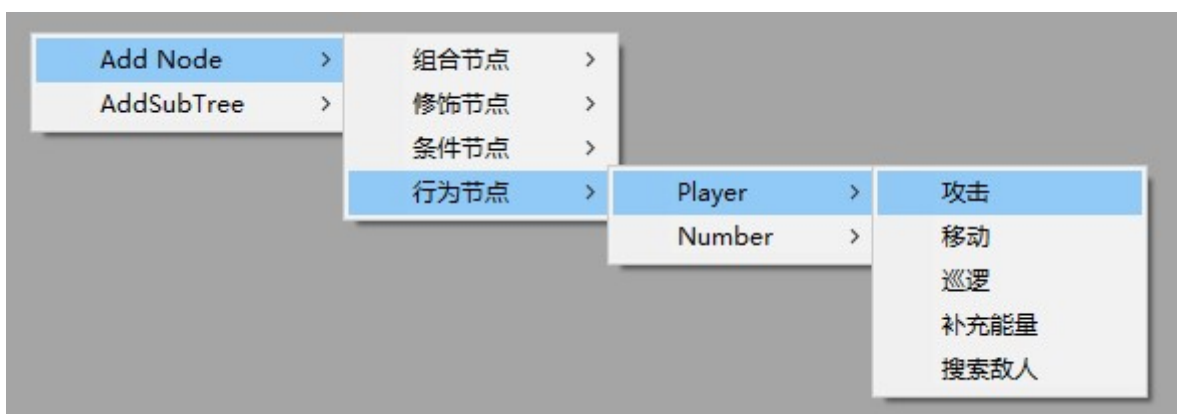 Add Node
AddSubTree
组合节点
修饰节点
条件节点
行为节点
Player
Number
攻击
移动
巡逻
补充能量
搜索敌人